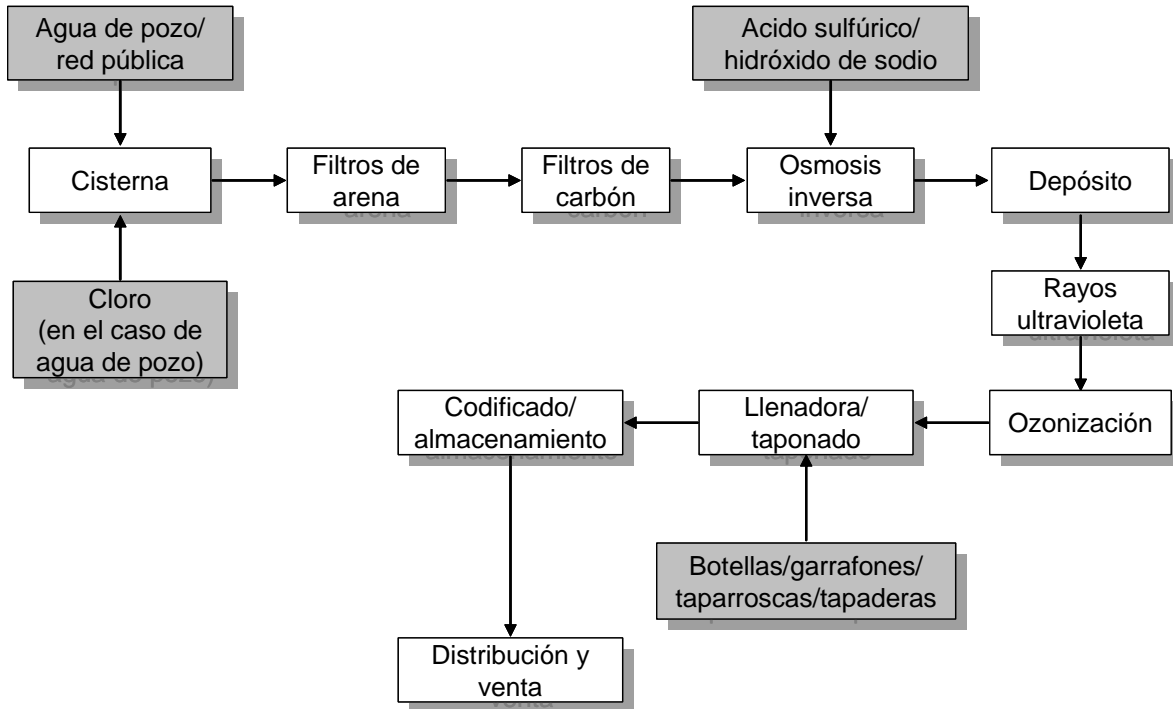 Agua de pozo/
red pública
Acido sulfúrico/
hidróxido de sodio
Cisterna
Filtros de
arena
Filtros de
carbón
Osmosis
inversa
Depósito
Cloro
(en el caso de
agua de pozo)
Rayos
ultravioleta
Codificado/
almacenamiento
Llenadora/
taponado
Ozonización
Botellas/garrafones/
taparroscas/tapaderas
Distribución y
venta